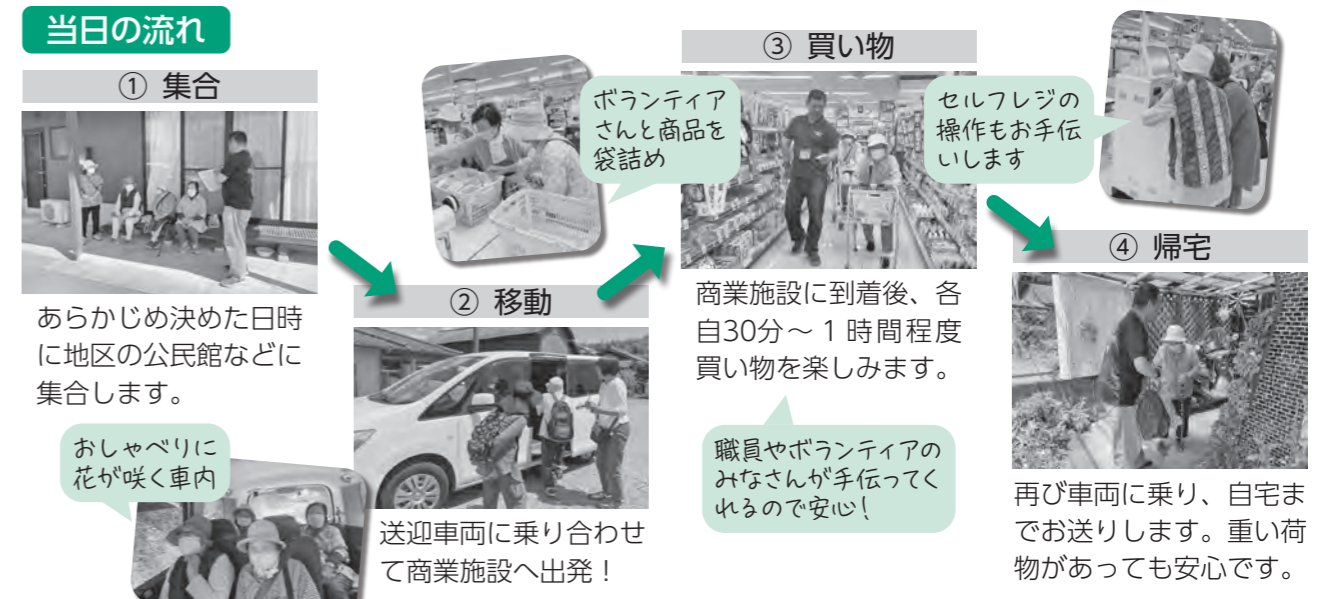 当日の流れ
① 集合
あらかじめ決めた日時
に地区の公民館などに
集合します。
おしゃべりに
花が咲く車内
② 移動
送迎車両に乗り合わせ
て商業施設へ出発！
ボランティア
さんと商品を
袋詰め
③ 買い物
商業施設に到着後、各
自30分～１時間程度
買い物を楽しみます。
職員やボランティアの
みなさんが手伝ってく
れるので安心！
セルフレジの
操作もお手伝
いします
④ 帰宅
再び車両に乗り、自宅ま
でお送りします。重い荷
物があっても安心です。